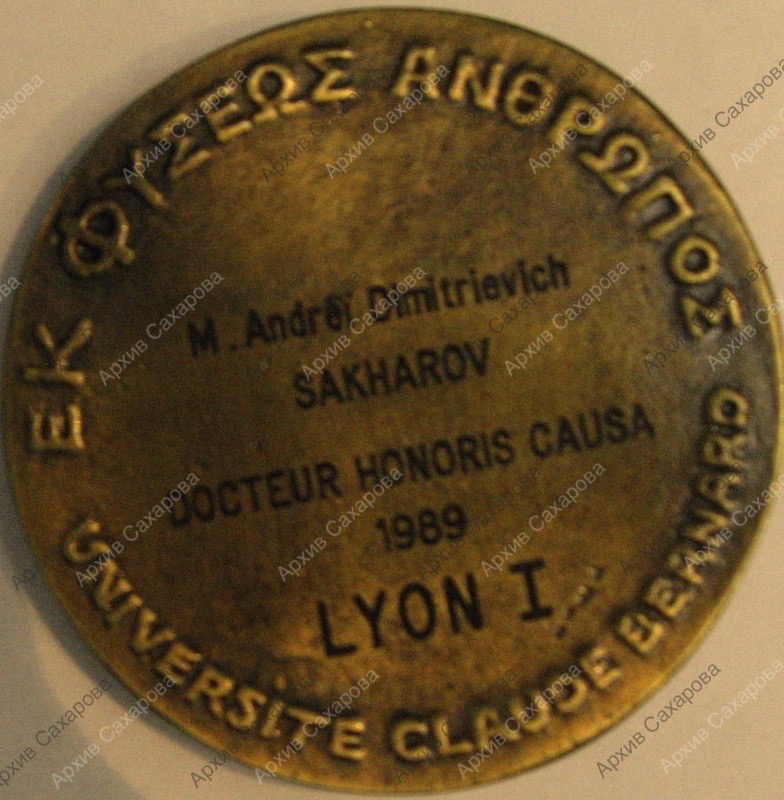 ΕΚ ΦΥΣΕΩΣ ΑΝΘΡΩΠΟΣ
M. Andreï Dimitrievich
SAKHAROV
DOCTEUR HONORIS CAUSA
1989
LYON I
UNIVERSITE CLAUDE BERNARD
Архив Сахарова